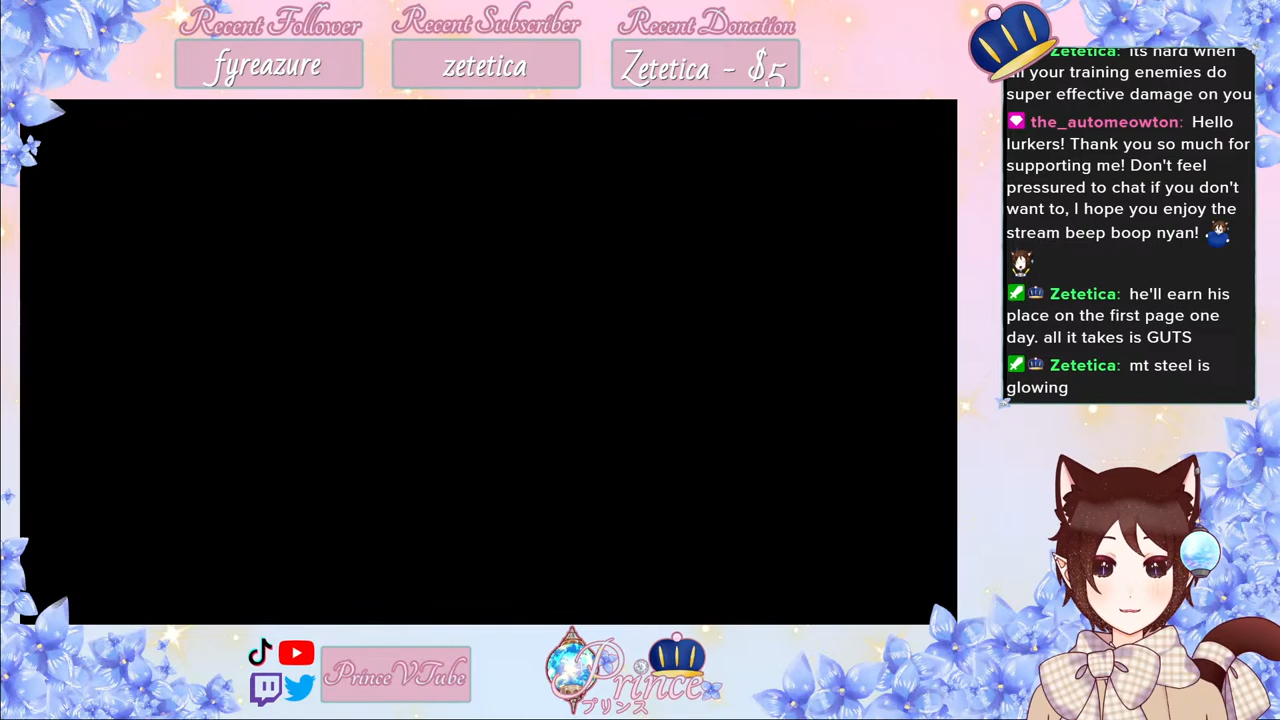 Recent Follower
fyreazure
Recent Subscriber
zetetica
Recent Donation
Zetetica - $5
Zetetica: its hard when
all your training enemies do
super effective damage on you
the_automeowton: Hello
lurkers! Thank you so much for
supporting me! Don't feel
pressured to chat if you don't
want to, I hope you enjoy the
stream beep boop nyan!
Zetetica: he'll earn his
place on the first page one
day. all it takes is GUTS
Zetetica: mt steel is
glowing
Prince VTube
Prince
プリンス